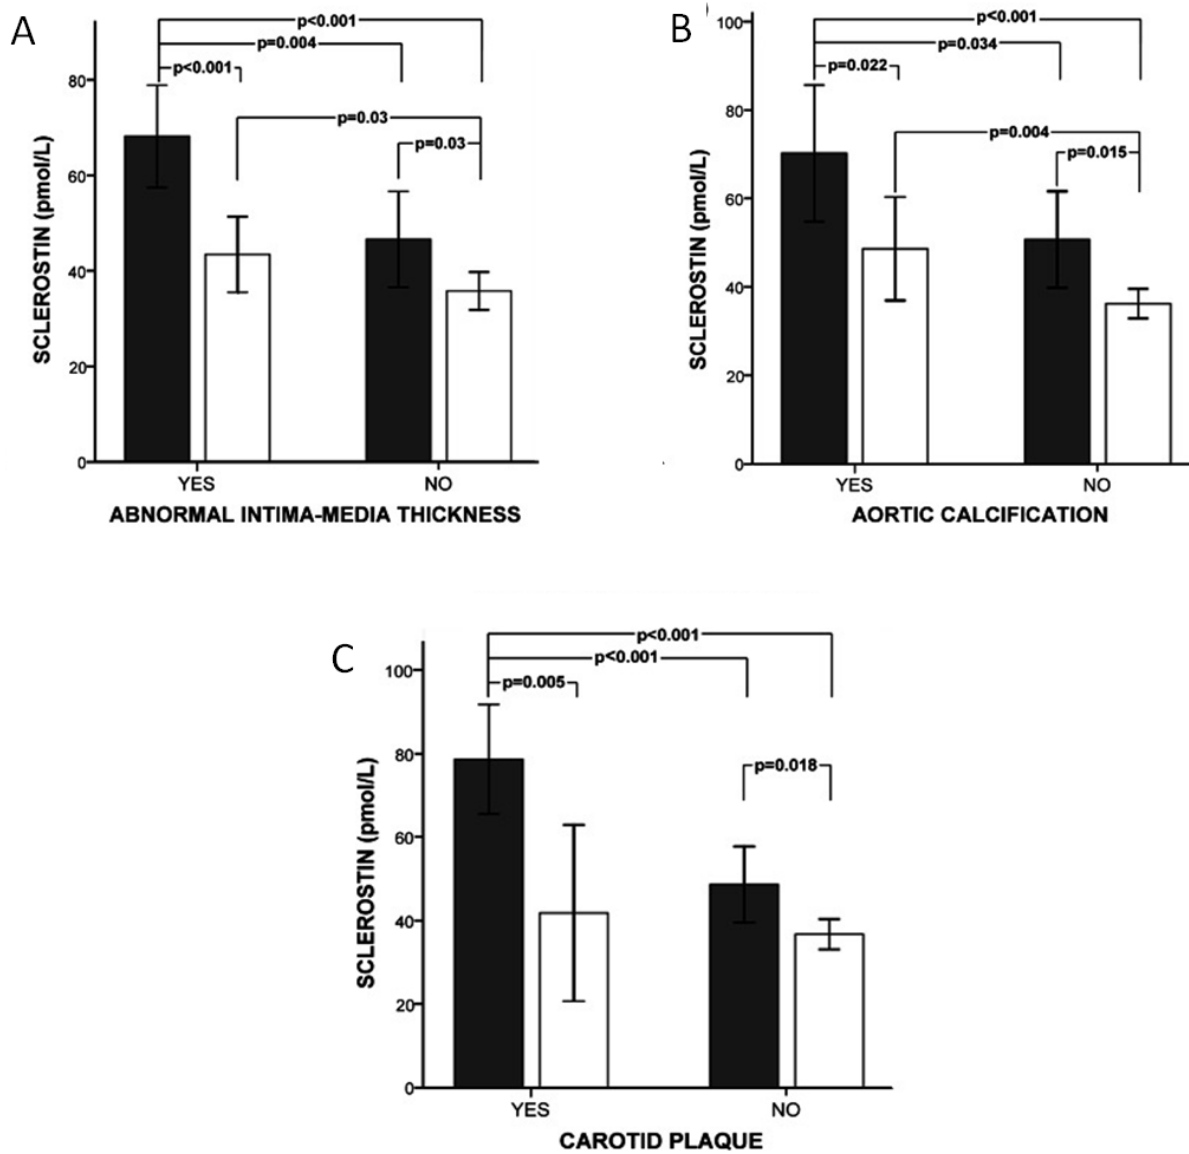 A
p<0.001
p=0.004
p<0.001
p=0.03
p=0.03
SCLEROSTIN (pmol/L)
80
60
40
20
0
YES NO
ABNORMAL INTIMA-MEDIA THICKNESS
B
p<0.001
p=0.034
p=0.022
p=0.004
p=0.015
SCLEROSTIN (pmol/L)
100
80
60
40
20
0
YES NO
AORTIC CALCIFICATION
C
p<0.001
p<0.001
p=0.005
p=0.018
SCLEROSTIN (pmol/L)
100
80
60
40
20
0
YES NO
CAROTID PLAQUE